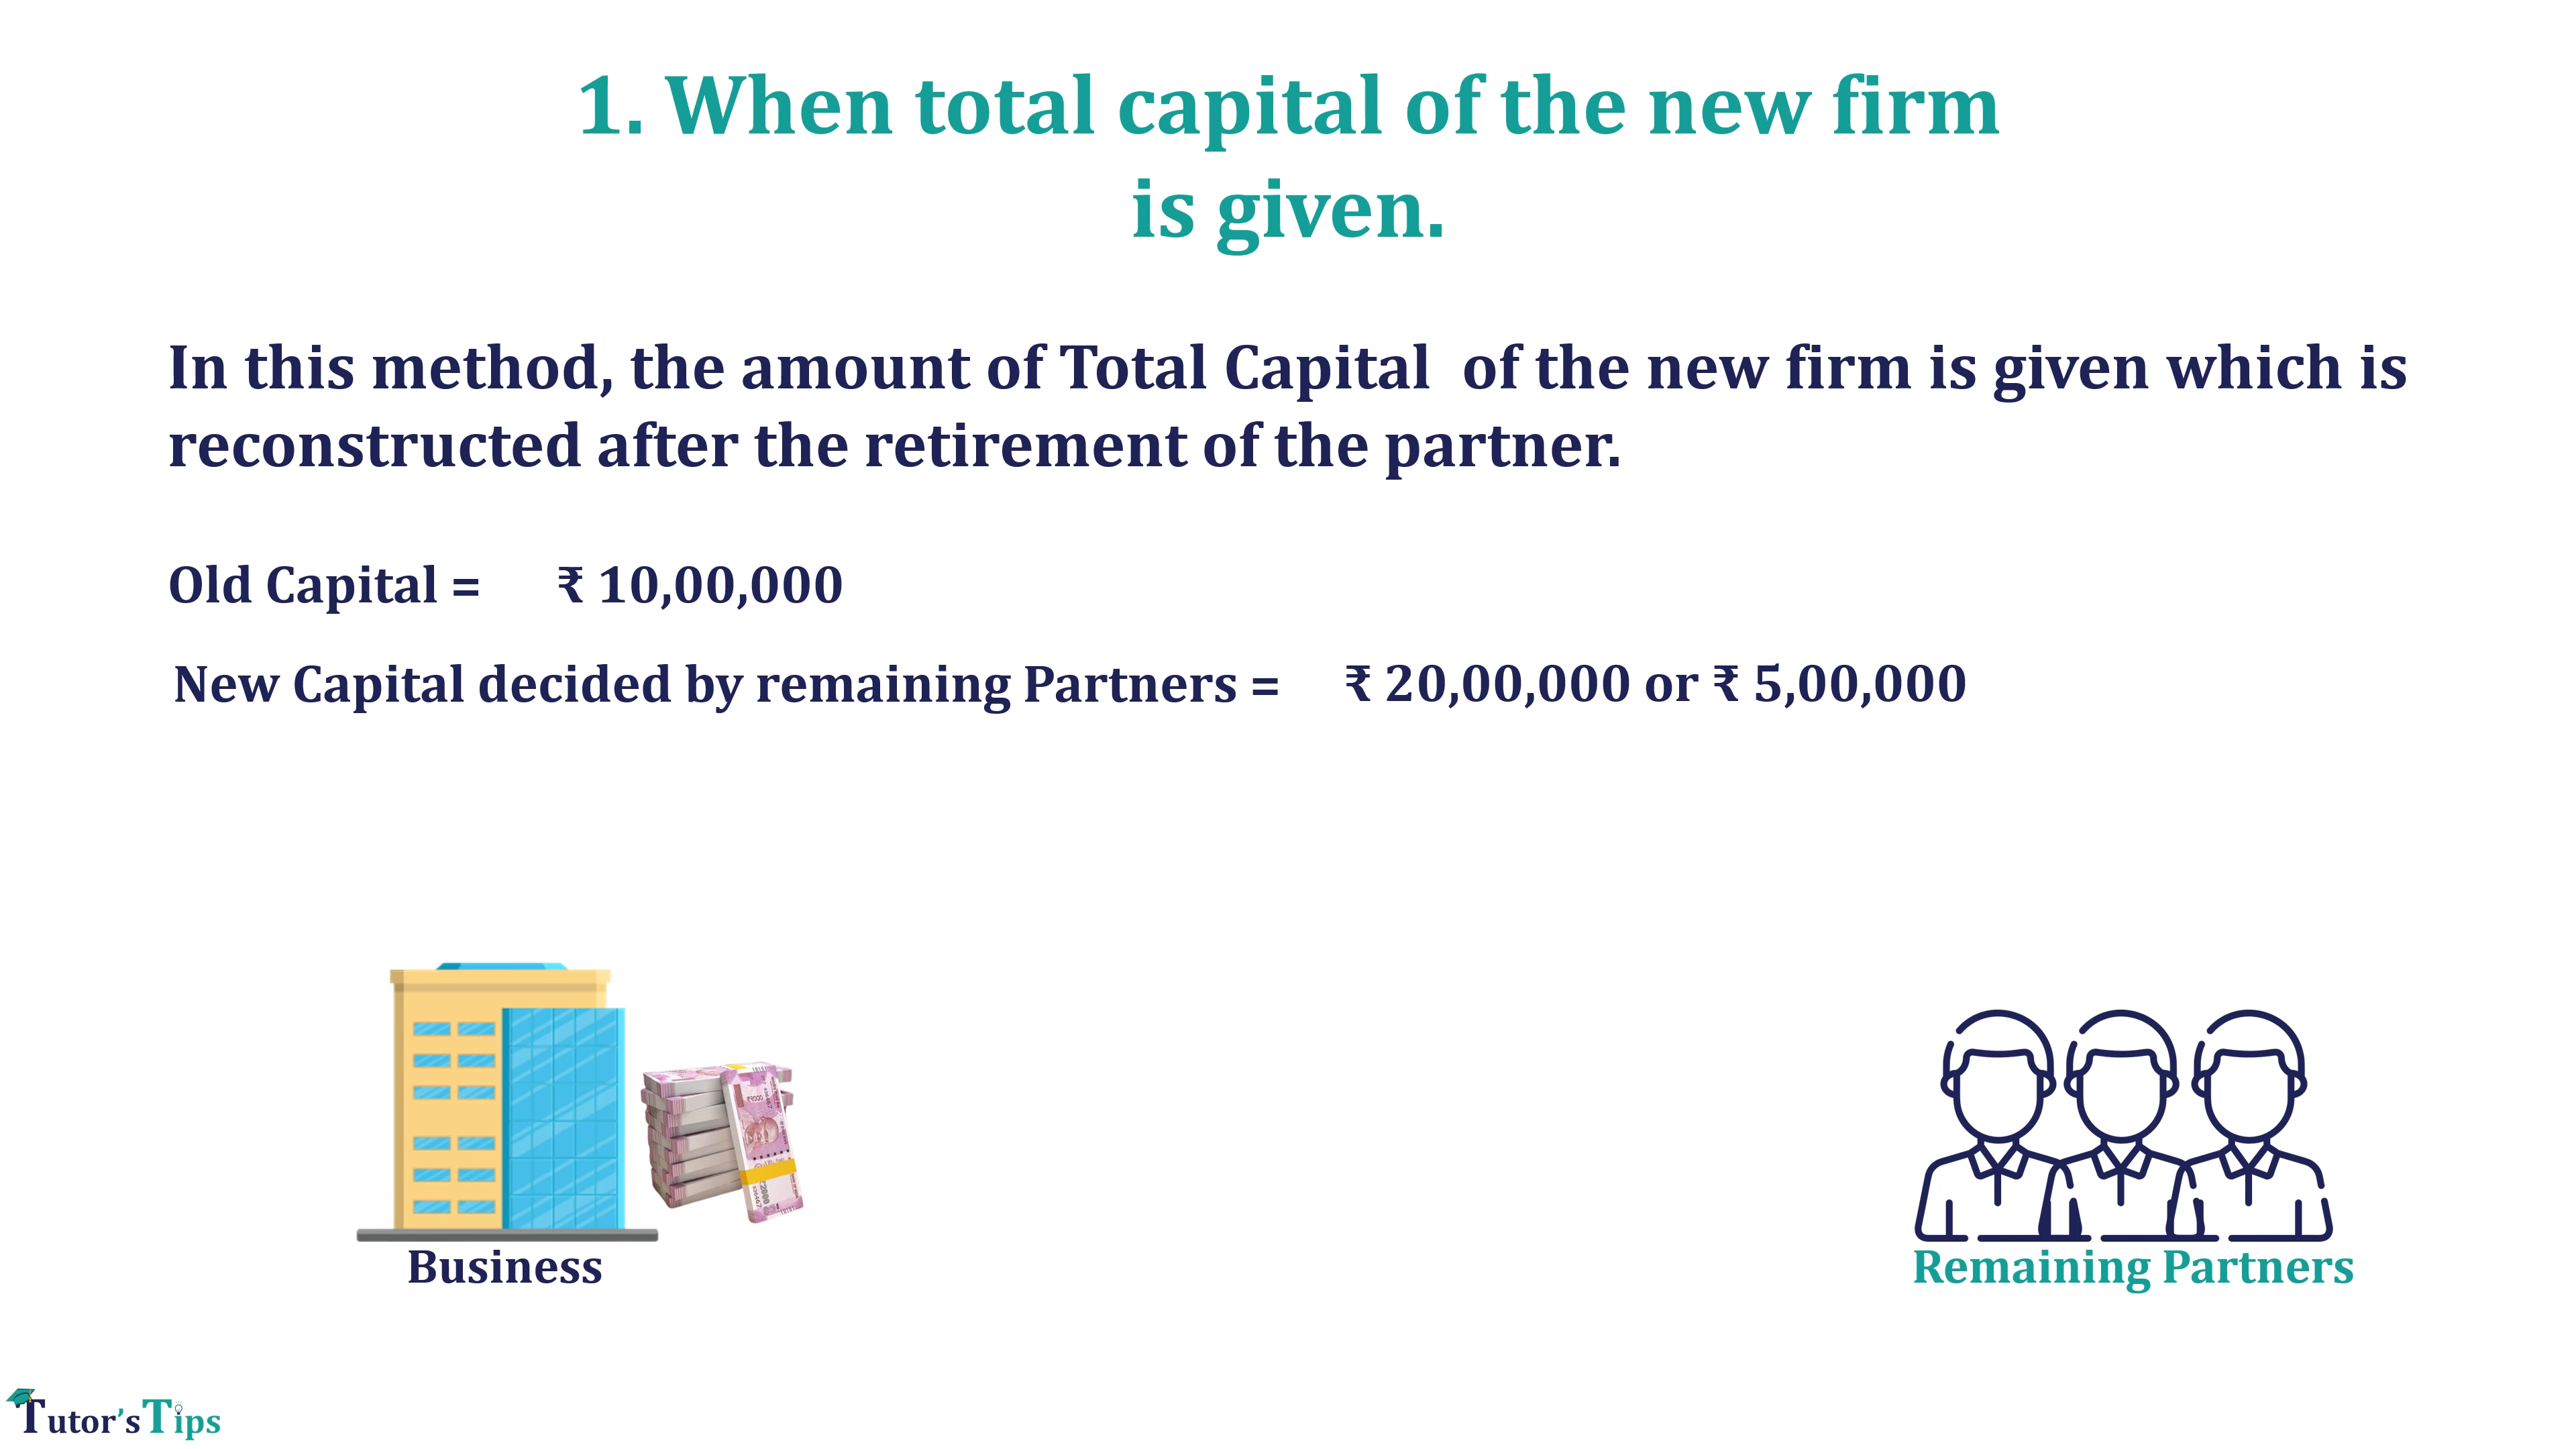 1. When total capital of the new firm
is given.
In this method, the amount of Total Capital of the new firm is given which is
reconstructed after the retirement of the partner.
Old Capital = ₹ 10,00,000
New Capital decided by remaining Partners = ₹ 20,00,000 or ₹ 5,00,000
Business
Remaining Partners
Tutor'sTips